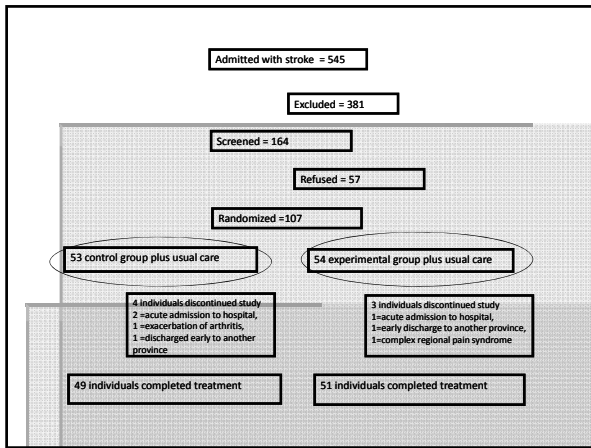 Admitted with stroke = 545
Excluded = 381
Screened = 164
Refused = 57
Randomized =107
53 control group plus usual care
54 experimental group plus usual care
4 individuals discontinued study
2 =acute admission to hospital,
1 =exacerbation of arthritis,
1 =discharged early to another
province
3 individuals discontinued study
1=acute admission to hospital,
1=early discharge to another province,
1=complex regional pain syndrome
49 individuals completed treatment
51 individuals completed treatment